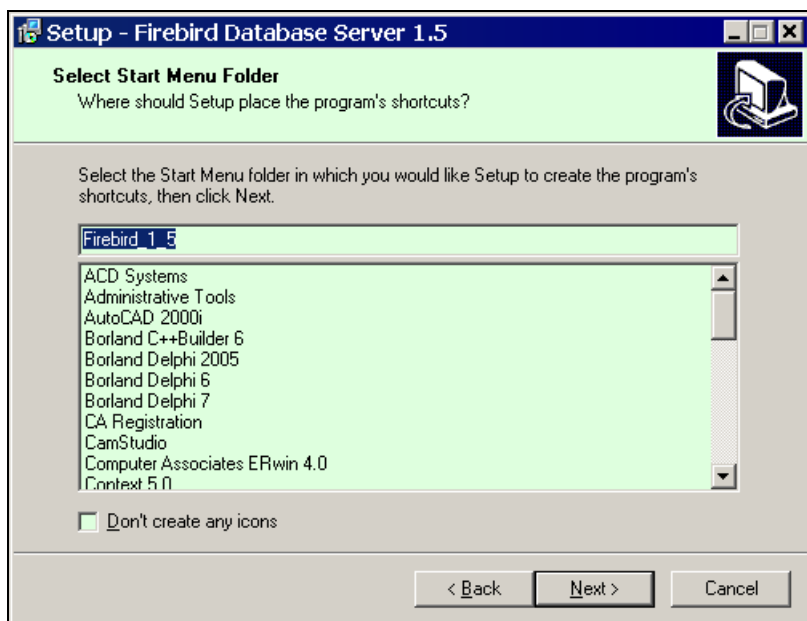 Setup - Firebird Database Server 1.5
Select Start Menu Folder
Where should Setup place the program's shortcuts?
Select the Start Menu folder in which you would like Setup to create the program's
shortcuts, then click Next.
Firebird_1_5
ACD Systems
Administrative Tools
AutoCAD 2000i
Borland C++Builder 6
Borland Delphi 2005
Borland Delphi 6
Borland Delphi 7
CA Registration
CamStudio
Computer Associates ERwin 4.0
Context 5.0
Don't create any icons
< Back Next > Cancel